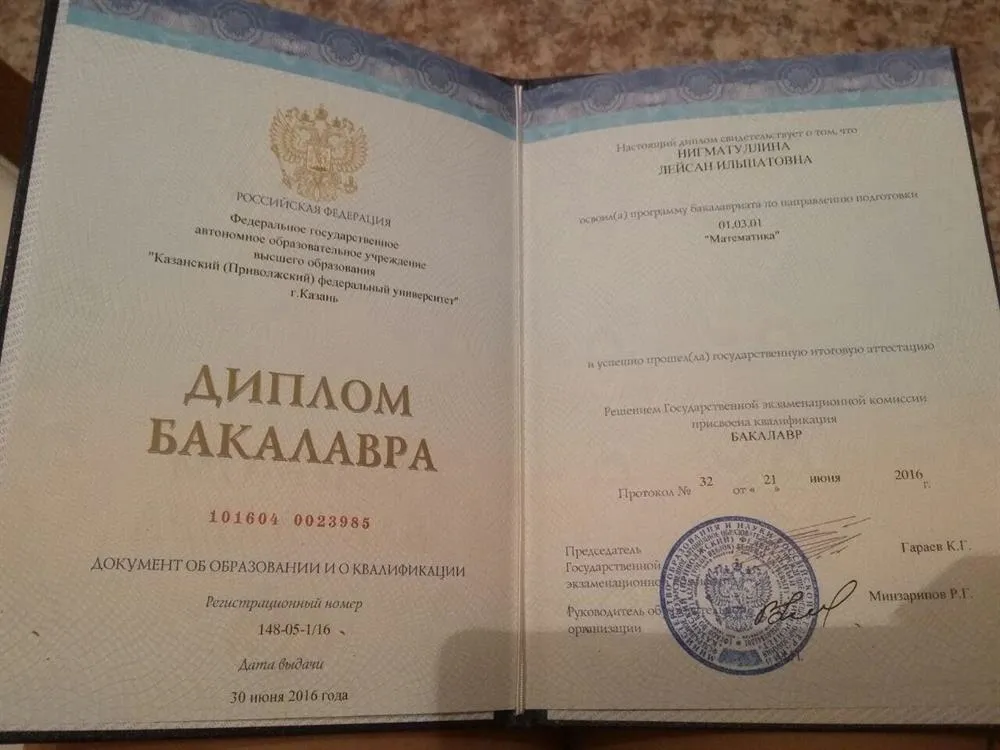 РОССИЙСКАЯ ФЕДЕРАЦИЯ
Федеральное государственное
автономное образовательное учреждение
высшего образования
"Казанский (Приволжский) федеральный университет"
г.Казань
ДИПЛОМ
БАКАЛАВРА
101604 0023985
ДОКУМЕНТ ОБ ОБРАЗОВАНИИ И О КВАЛИФИКАЦИИ
Регистрационный номер
148-05-1/16
Дата выдачи
30 июня 2016 года
Настоящий диплом свидетельствует о том, что
НИГМАТУЛЛИНА
ЛЕЙСАН ИЛЬПАТОВНА
освоил(а) программу бакалавриата по направлению подготовки
01.03.01
"Математика"
и успешно прошел(ла) государственную итоговую аттестацию
Решением Государственной экзаменационной комиссии
присвоена квалификация
БАКАЛАВР
Протокол № 32 от « 21 » июня 2016 г.
Председатель
Государственной
экзаменационно
Гараев К.Г.
Руководитель об
организации
Минзарипов Р.Г.